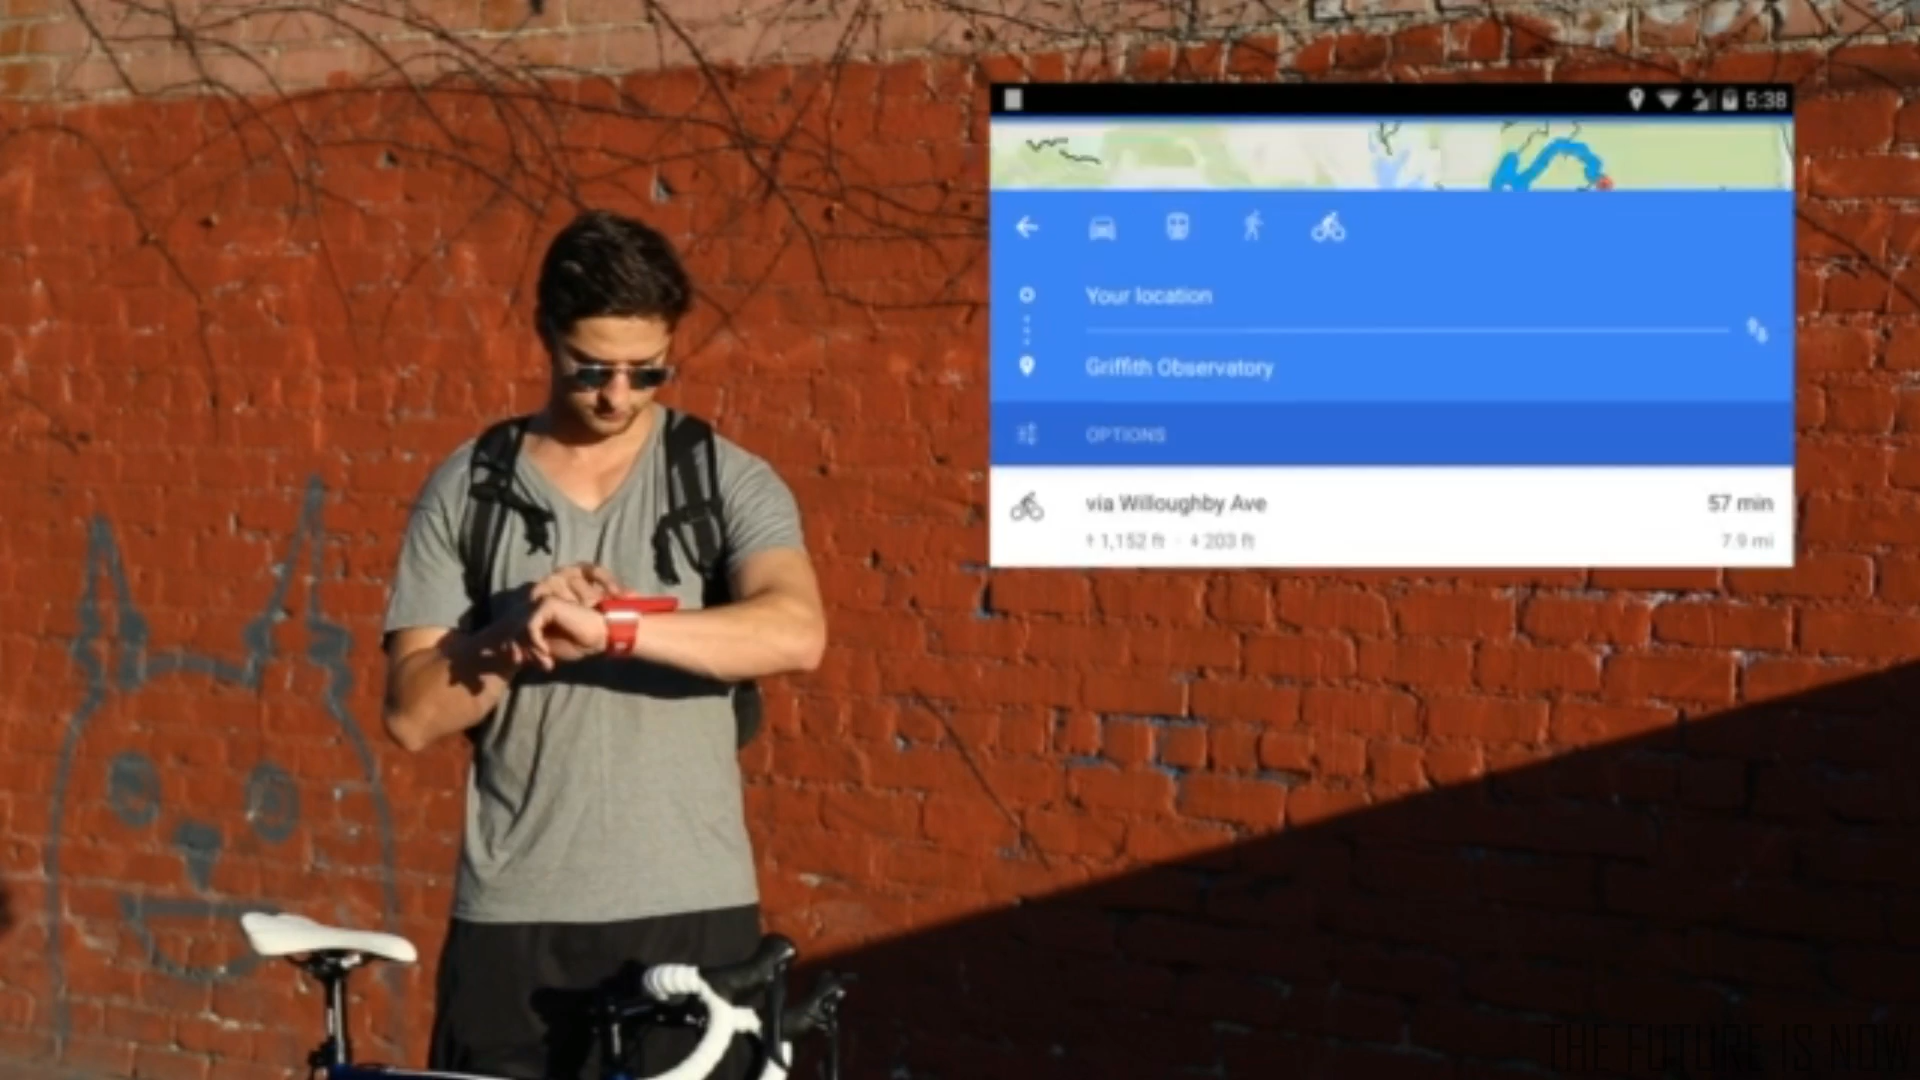 5:38
Your location
Griffith Observatory
OPTIONS
via Willoughby Ave 57 min
↑ 1,152 ft · ↓ 203 ft 7.9 mi
THE FUTURE IS NOW